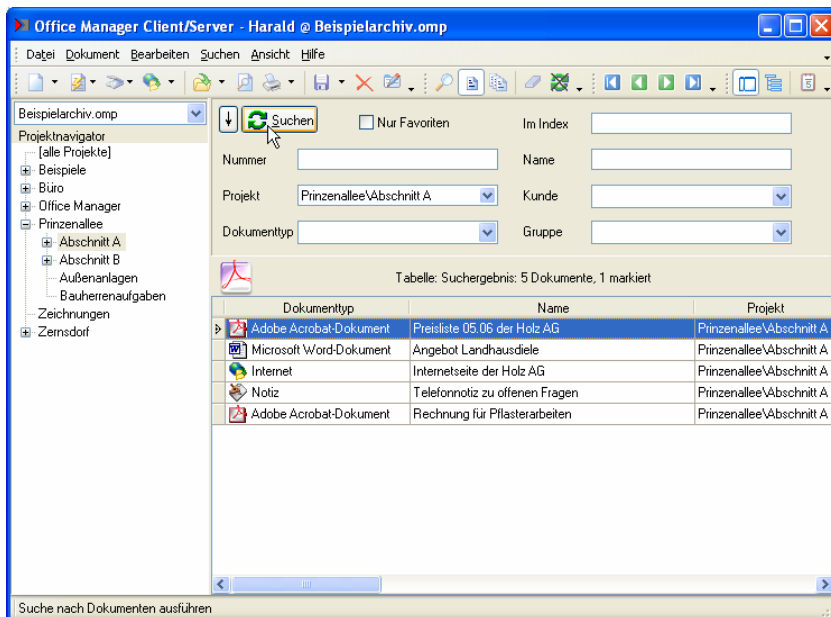 Office Manager Client/Server - Harald @ Beispielarchiv.omp
Datei Dokument Bearbeiten Suchen Ansicht Hilfe
Beispielarchiv.omp
Projektnavigator
[alle Projekte]
Beispiele
Büro
Office Manager
Prinzenallee
Abschnitt A
Abschnitt B
Außenanlagen
Bauherrenaufgaben
Zeichnungen
Zernsdorf
Suchen Nur Favoriten Im Index
Nummer Name
Projekt Prinzenallee\Abschnitt A Kunde
Dokumenttyp Gruppe
Tabelle: Suchergebnis: 5 Dokumente, 1 markiert
Dokumenttyp Name Projekt
Adobe Acrobat-Dokument Preisliste 05.06 der Holz AG Prinzenallee\Abschnitt A
Microsoft Word-Dokument Angebot Landhausdiele Prinzenallee\Abschnitt A
Internet Internetseite der Holz AG Prinzenallee\Abschnitt A
Notiz Telefonnotiz zu offenen Fragen Prinzenallee\Abschnitt A
Adobe Acrobat-Dokument Rechnung für Pflasterarbeiten Prinzenallee\Abschnitt A
Suche nach Dokumenten ausführen